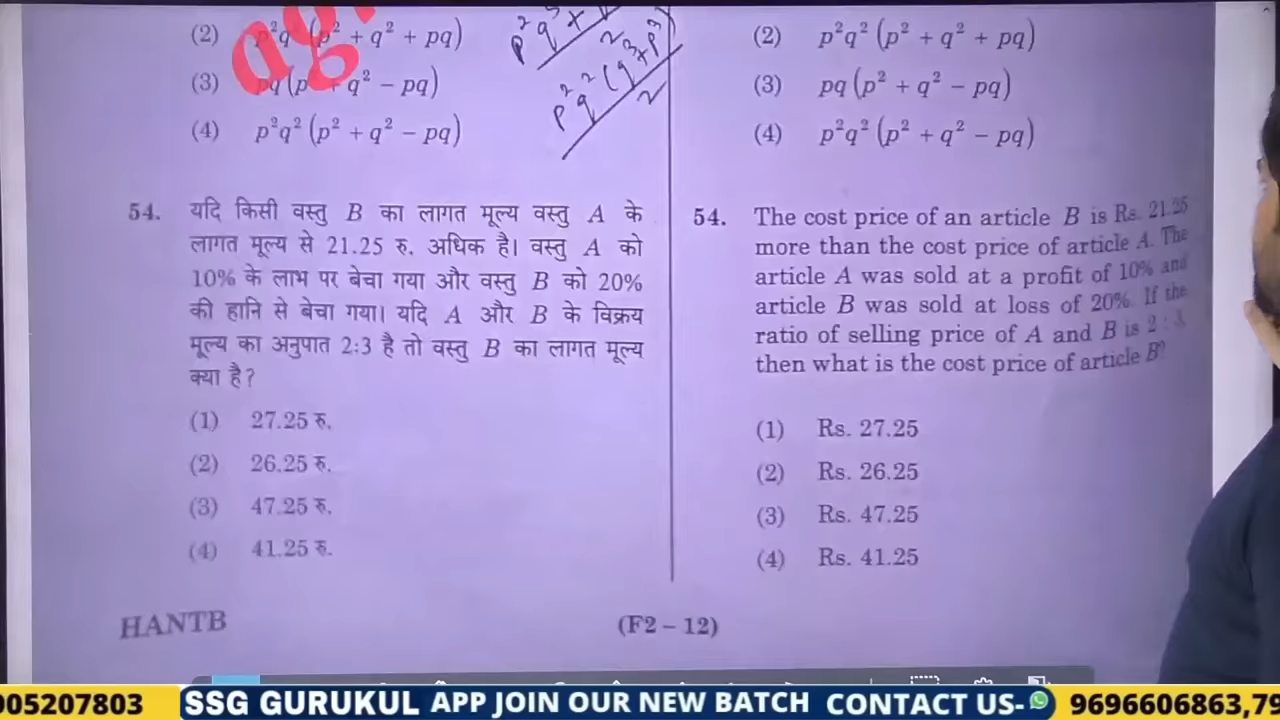 (2) p²q² (p² + q² + pq)
(3) pq (p² + q² − pq)
(4) p²q² (p² + q² − pq)
54. यदि किसी वस्तु B का लागत मूल्य वस्तु A के
लागत मूल्य से 21.25 रु. अधिक है। वस्तु A को
10% के लाभ पर बेचा गया और वस्तु B को 20%
की हानि से बेचा गया। यदि A और B के विक्रय
मूल्य का अनुपात 2:3 है तो वस्तु B का लागत मूल्य
क्या है?
(1) 27.25 रु.
(2) 26.25 रु.
(3) 47.25 रु.
(4) 41.25 रु.
HANTB
(2) p²q² (p² + q² + pq)
(3) pq (p² + q² − pq)
(4) p²q² (p² + q² − pq)
54. The cost price of an article B is Rs. 21.25
more than the cost price of article A. The
article A was sold at a profit of 10% and
article B was sold at loss of 20%. If the
ratio of selling price of A and B is 2 :
then what is the cost price of article B?
(1) Rs. 27.25
(2) Rs. 26.25
(3) Rs. 47.25
(4) Rs. 41.25
(F2 – 12)
905207803 SSG GURUKUL APP JOIN OUR NEW BATCH CONTACT US- 9696606863,79